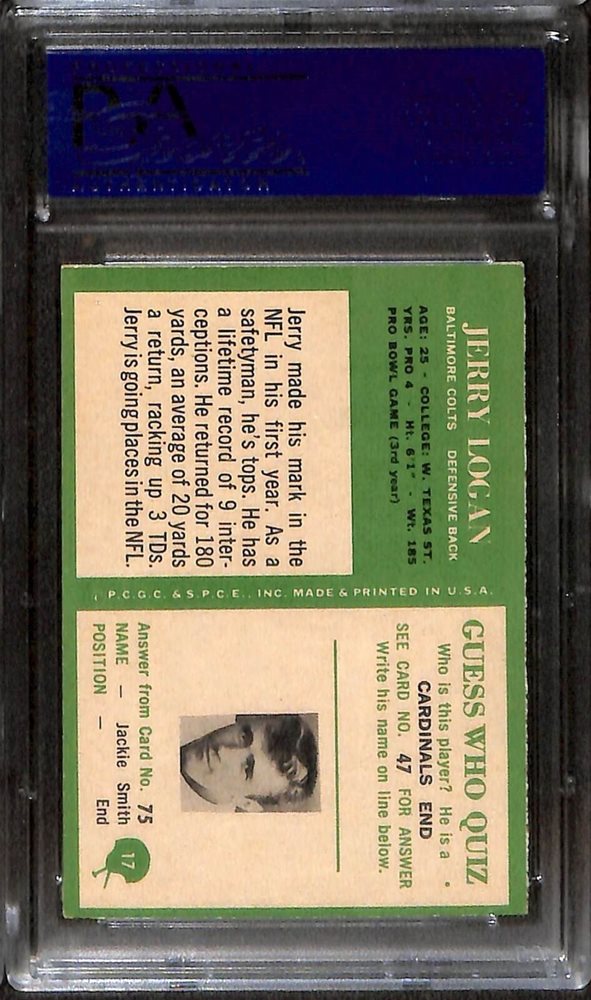 PSA
JERRY LOGAN
BALTIMORE COLTS DEFENSIVE BACK
AGE: 25 - COLLEGE: W. TEXAS ST.
YRS. PRO 4 - Ht. 6'1" - Wt. 185
PRO BOWL GAME (3rd year)
Jerry made his mark in the
NFL in his first year. As a
safetyman, he's tops. He has
a lifetime record of 9 inter-
ceptions. He returned for 180
yards, an average of 20 yards
a return, racking up 3 TDs.
Jerry is going places in the NFL.
P.C.G.C. & S.P.C.E., INC. MADE & PRINTED IN U.S.A.
GUESS WHO QUIZ
Who is this player? He is a
CARDINALS END
SEE CARD NO. 47 FOR ANSWER
Write his name on line below.
Answer from Card No. 75
NAME — Jackie Smith
POSITION — End
17